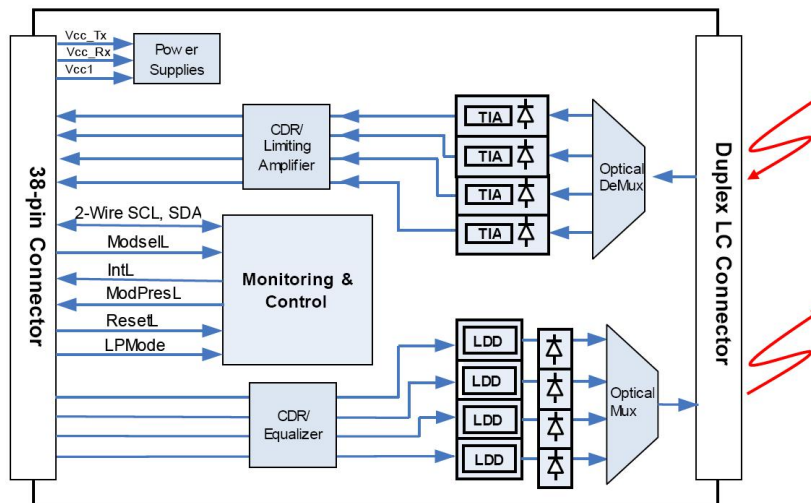 Vcc_Tx
Vcc_Rx
Vcc1
Power
Supplies
38-pin Connector
CDR/
Limiting
Amplifier
TIA
TIA
TIA
TIA
Optical
DeMux
Duplex LC Connector
2-Wire SCL, SDA
ModselL
IntL
ModPresL
ResetL
LPMode
Monitoring &
Control
CDR/
Equalizer
LDD
LDD
LDD
LDD
Optical
Mux